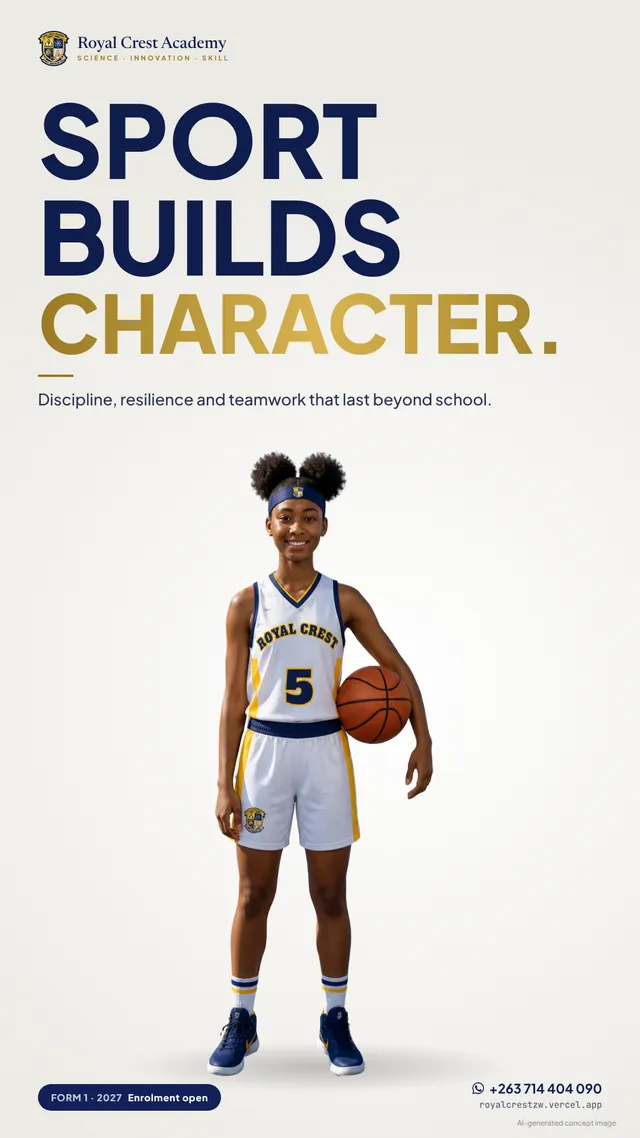 Royal Crest Academy
SCIENCE · INNOVATION · SKILL
SPORT
BUILDS
CHARACTER.
Discipline, resilience and teamwork that last beyond school.
ROYAL CREST
5
FORM 1 · 2027 Enrolment open
+263 714 404 090
royalcrestzw.vercel.app
AI-generated concept image